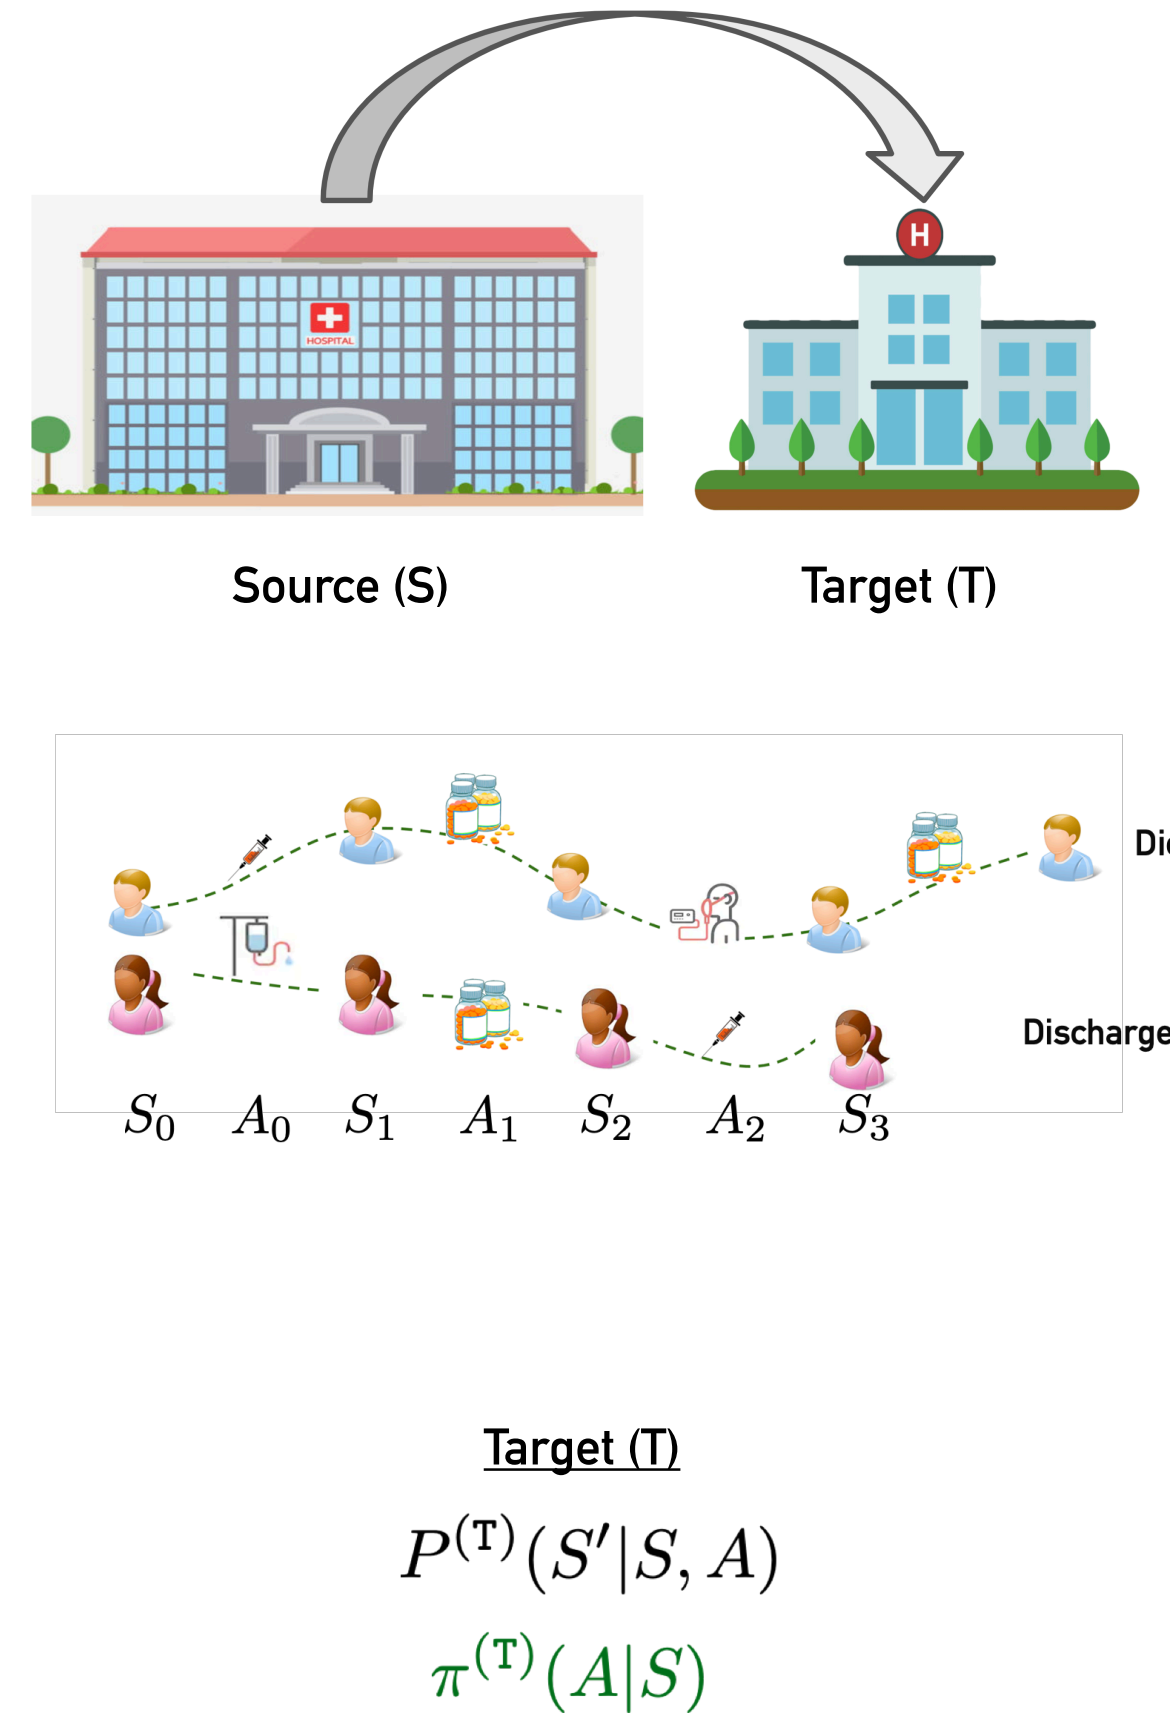 H
HOSPITAL
Source (S)
Target (T)
Discharge
S₀ A₀ S₁ A₁ S₂ A₂ S₃
Target (T)
P⁽ᵀ⁾(S′|S, A)
π⁽ᵀ⁾(A|S)